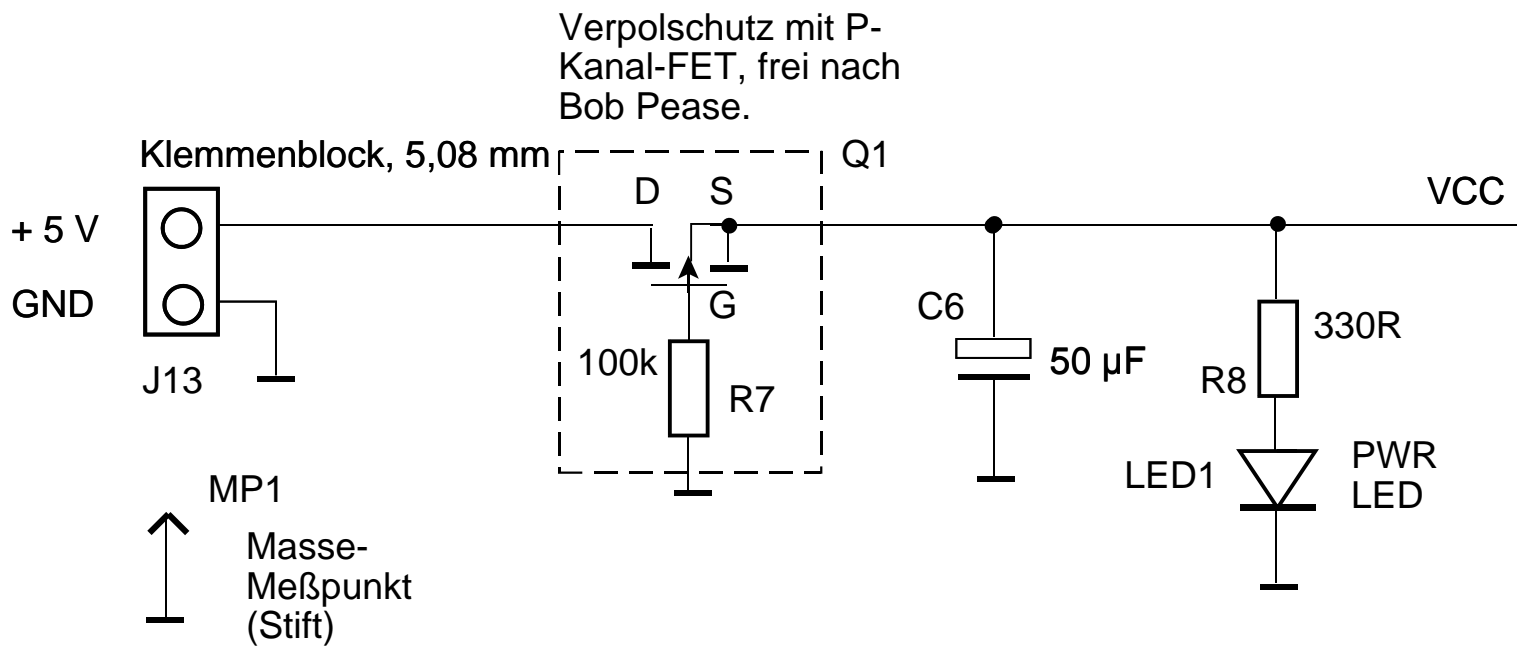 Verpolschutz mit P-
Kanal-FET, frei nach
Bob Pease.
Klemmenblock, 5,08 mm
Q1
D
S
VCC
+ 5 V
GND
G
C6
50 µF
330R
R8
100k
R7
J13
LED1
PWR
LED
MP1
Masse-
Meßpunkt
(Stift)